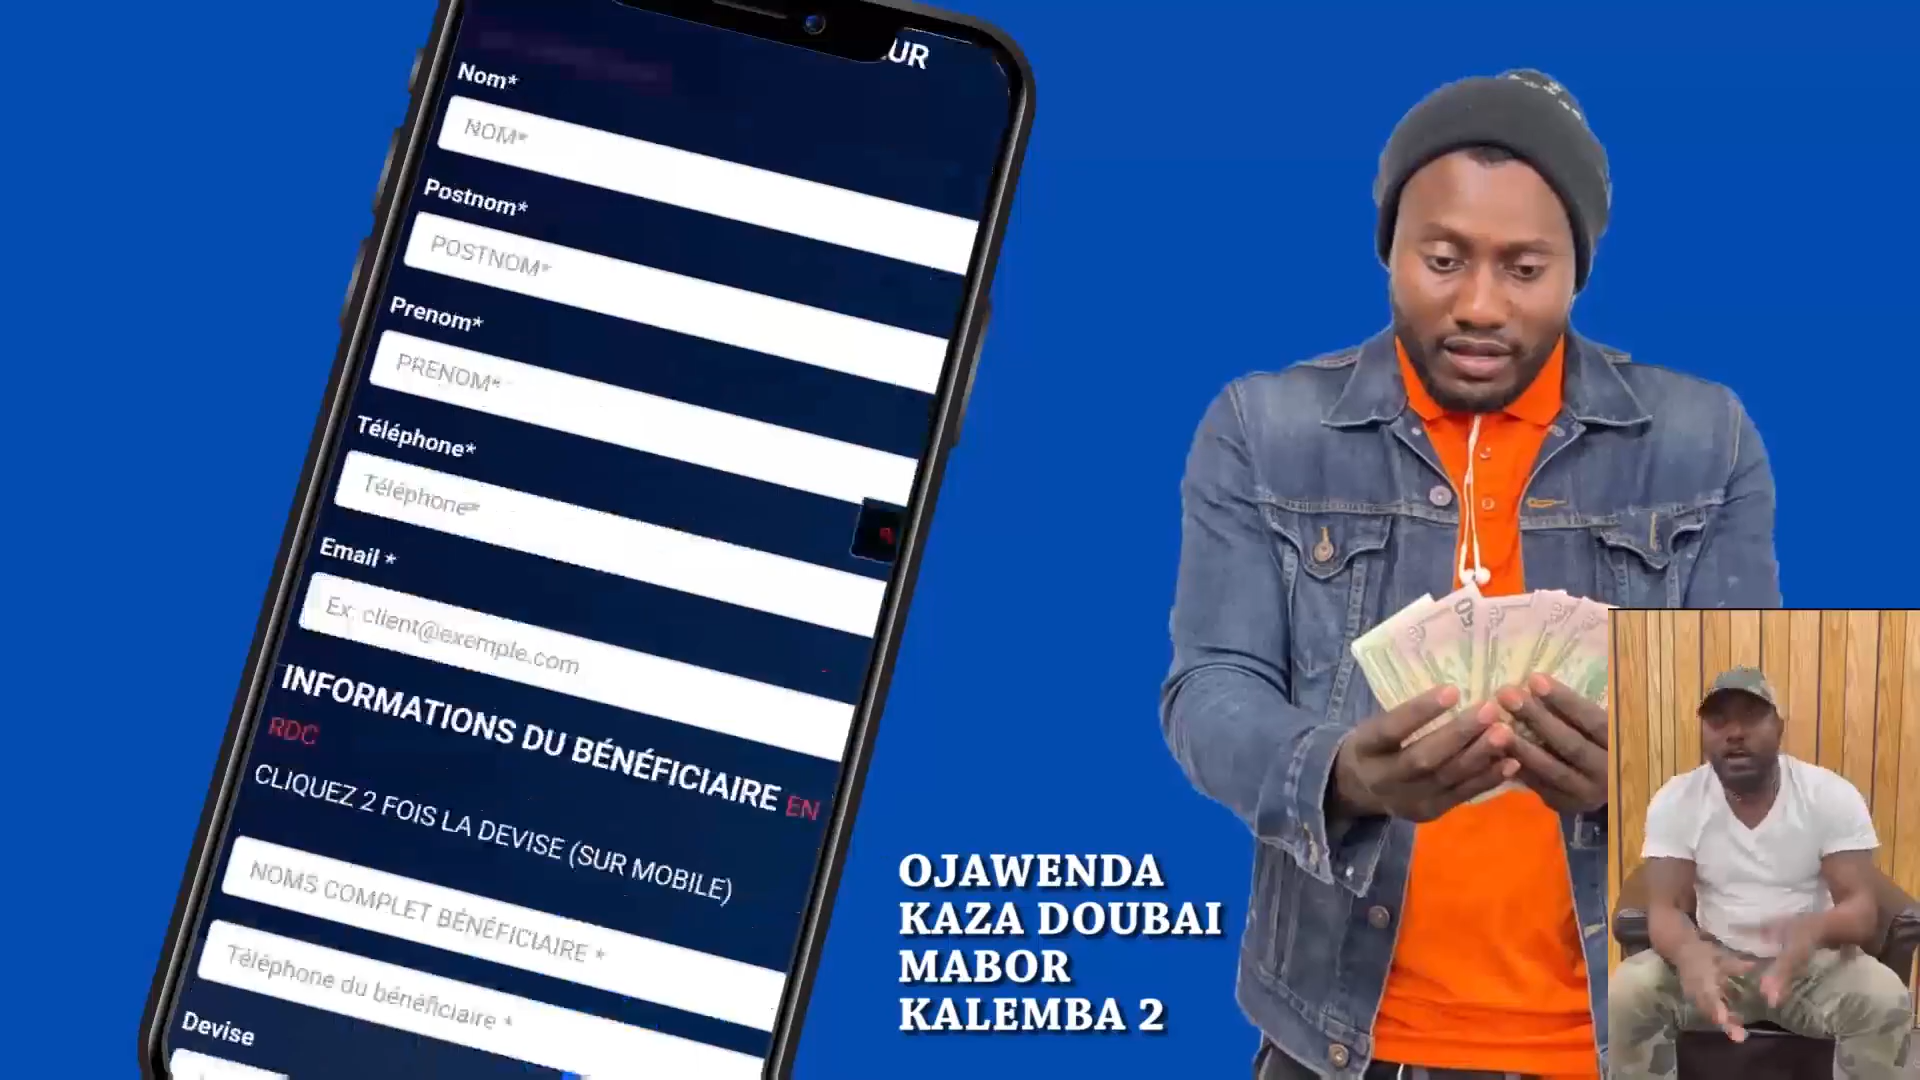 UR
Nom*
NOM*
Postnom*
POSTNOM*
Prenom*
PRENOM*
Téléphone*
Téléphone*
Email *
Ex: client@exemple.com
INFORMATIONS DU BÉNÉFICIAIRE EN
RDC
CLIQUEZ 2 FOIS LA DEVISE (SUR MOBILE)
NOMS COMPLET BÉNÉFICIAIRE *
Téléphone du bénéficiaire *
Devise
OJAWENDA
KAZA DOUBAI
MABOR
KALEMBA 2